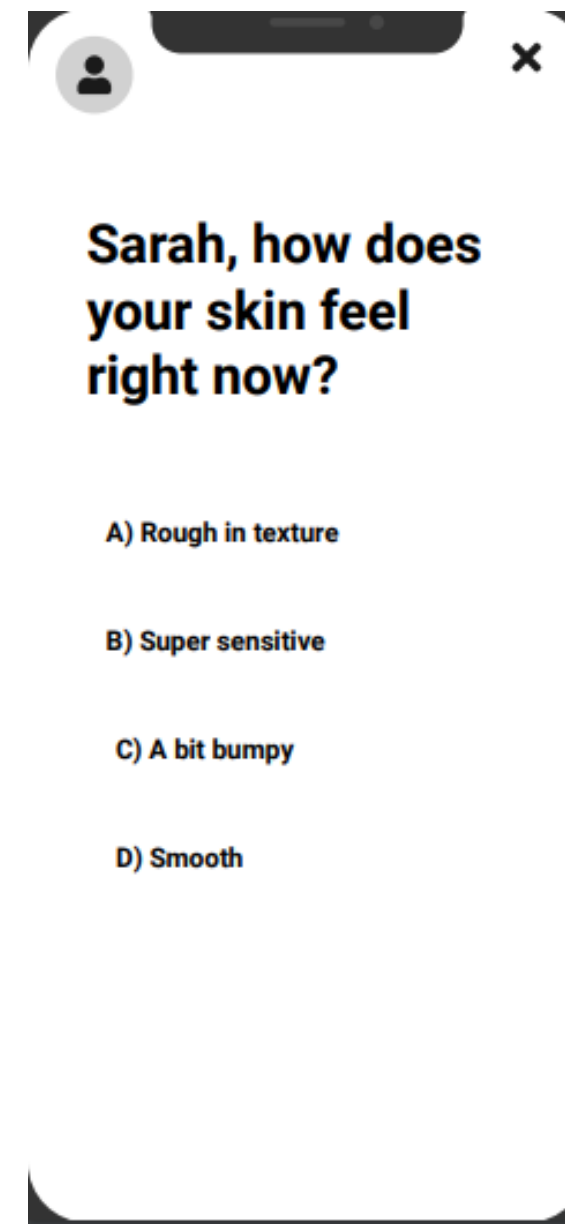 Sarah, how does
your skin feel
right now?
A) Rough in texture
B) Super sensitive
C) A bit bumpy
D) Smooth